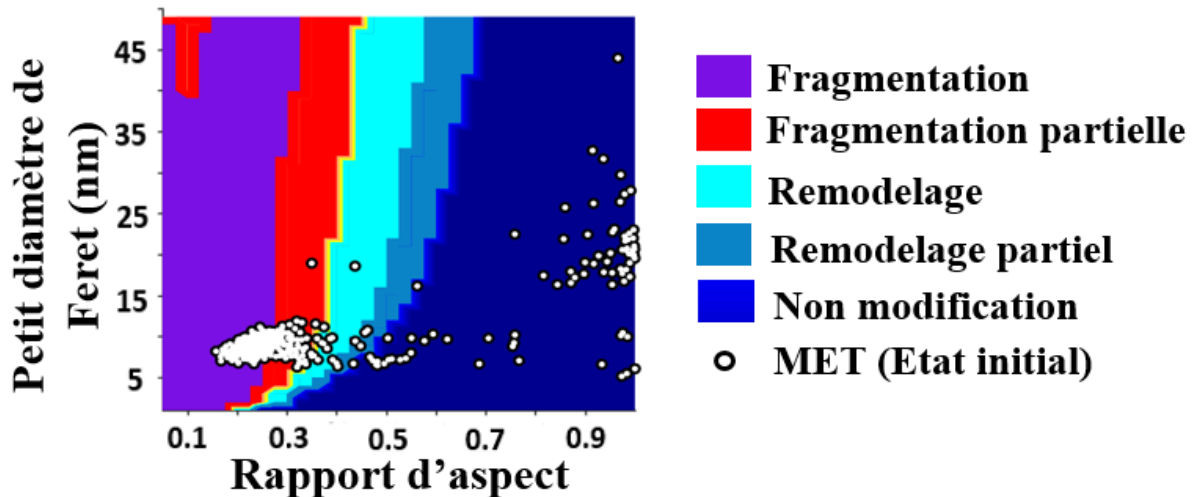 Petit diamètre de
Feret (nm)
45
35
25
15
5
0.1 0.3 0.5 0.7 0.9
Rapport d’aspect
Fragmentation
Fragmentation partielle
Remodelage
Remodelage partiel
Non modification
MET (Etat initial)